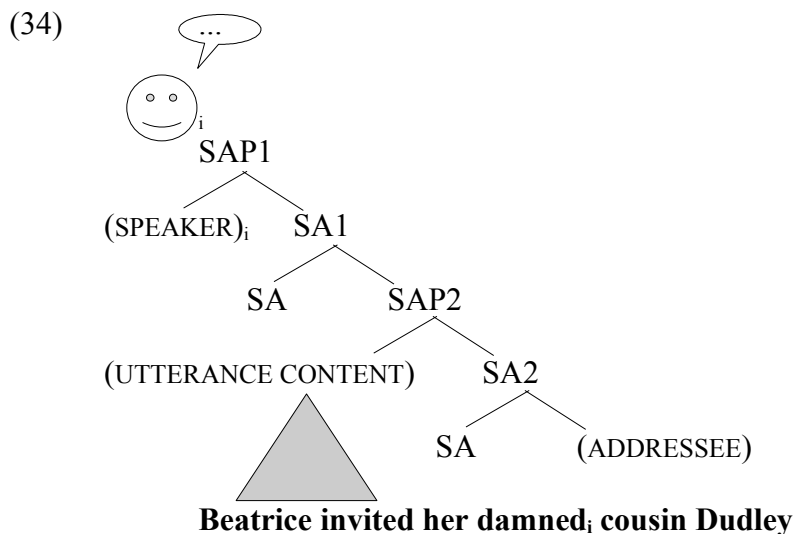 (34)
...
i
SAP1
(SPEAKER)i SA1
SA SAP2
(UTTERANCE CONTENT) SA2
SA (ADDRESSEE)
Beatrice invited her damnedi cousin Dudley